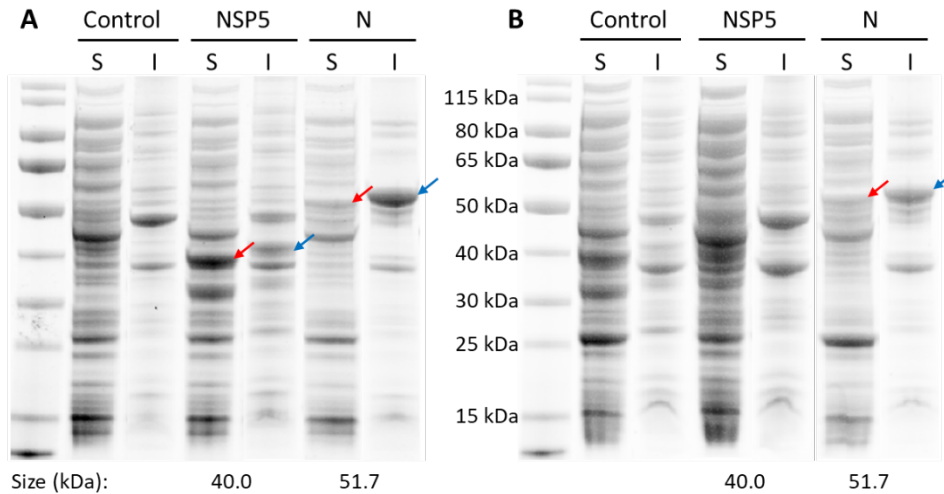 A Control NSP5 N
S I S I S I
B Control NSP5 N
S I S I S I
115 kDa
80 kDa
65 kDa
50 kDa
40 kDa
30 kDa
25 kDa
15 kDa
Size (kDa): 40.0 51.7 40.0 51.7